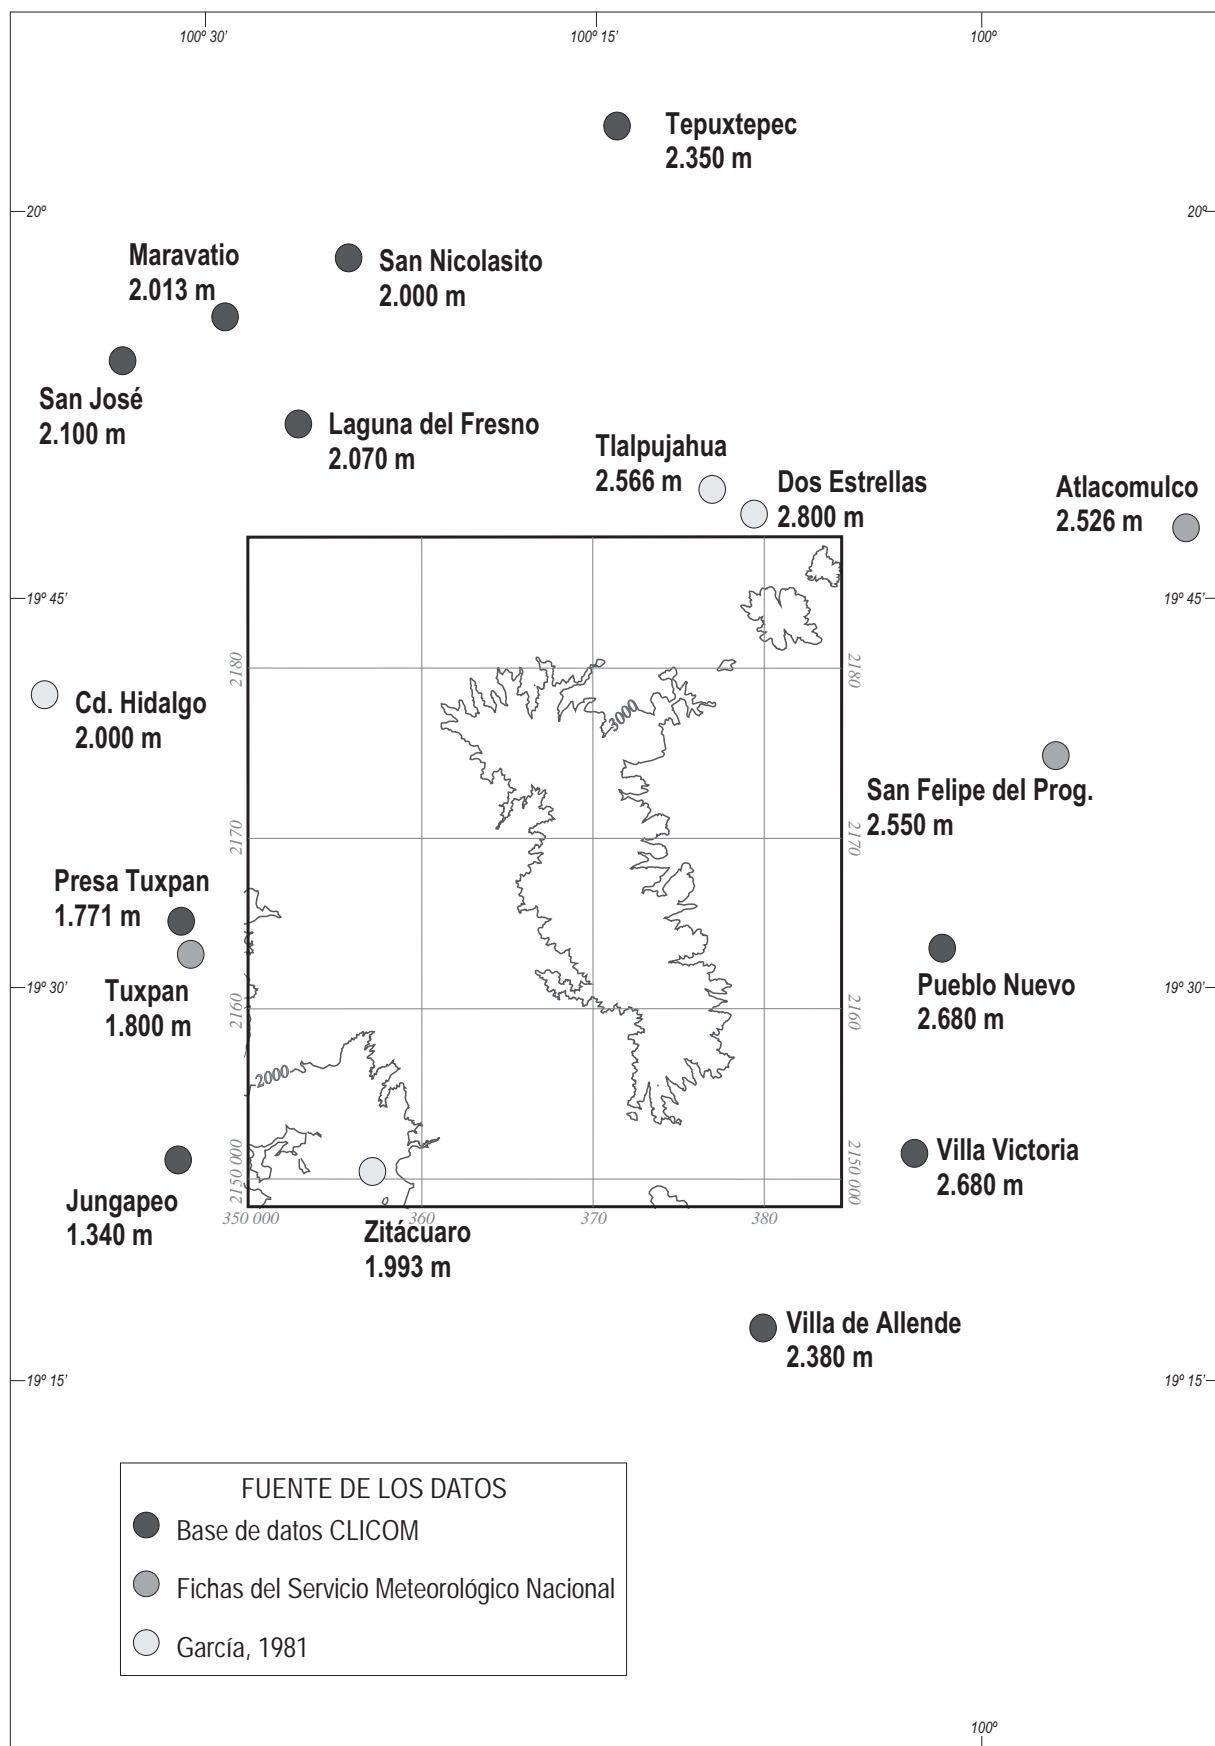 100º 30’
100º 15’
100º
Tepuxtepec
2.350 m
20º
20º
Maravatio
2.013 m
San Nicolasito
2.000 m
San José
2.100 m
Laguna del Fresno
2.070 m
Tlalpujahua
2.566 m
Dos Estrellas
2.800 m
Atlacomulco
2.526 m
19º 45’
19º 45’
2180
2180
Cd. Hidalgo
2.000 m
3000
San Felipe del Prog.
2.550 m
2170
2170
Presa Tuxpan
1.771 m
Tuxpan
1.800 m
Pueblo Nuevo
2.680 m
19º 30’
19º 30’
2160
2160
2000
Villa Victoria
2.680 m
2150 000
2150 000
Jungapeo
1.340 m
350 000
360
370
380
Zitácuaro
1.993 m
Villa de Allende
2.380 m
19º 15’
19º 15’
FUENTE DE LOS DATOS
Base de datos CLICOM
Fichas del Servicio Meteorológico Nacional
García, 1981
100º